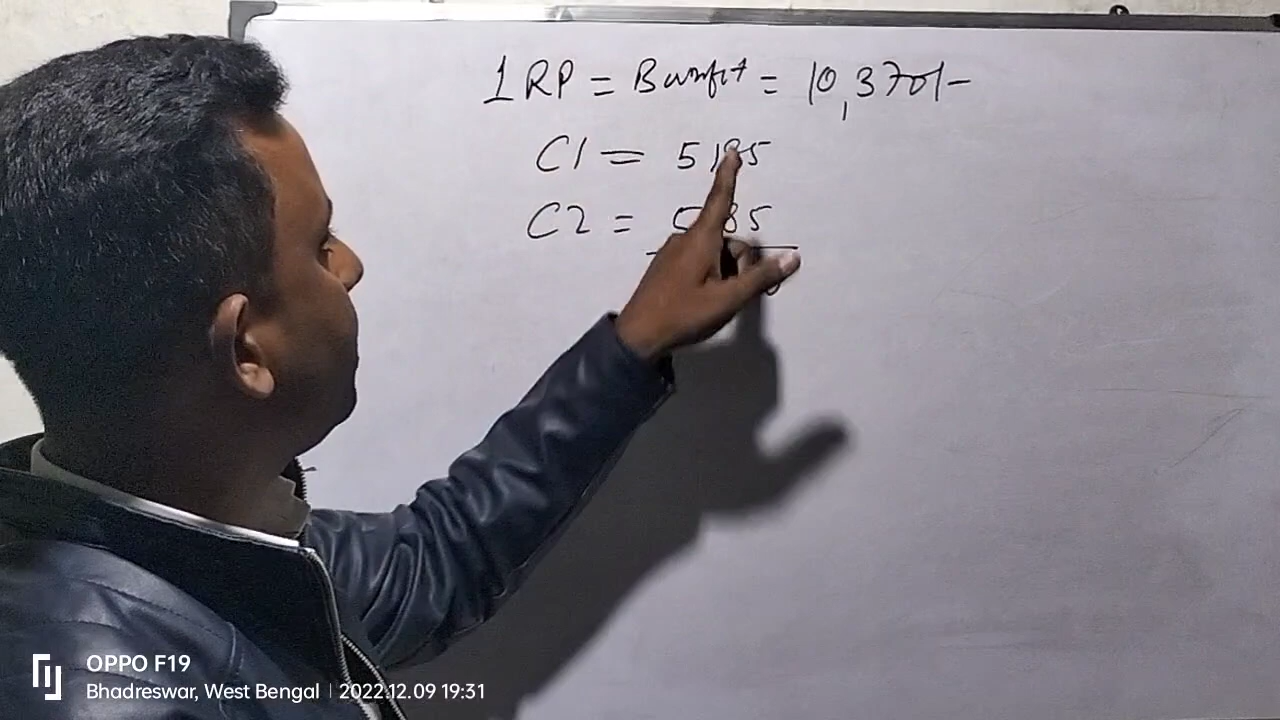 1 RP = Benefit = 10,370/-
C1 = 5185
C2 = 5185
OPPO F19
Bhadreswar, West Bengal | 2022.12.09 19:31